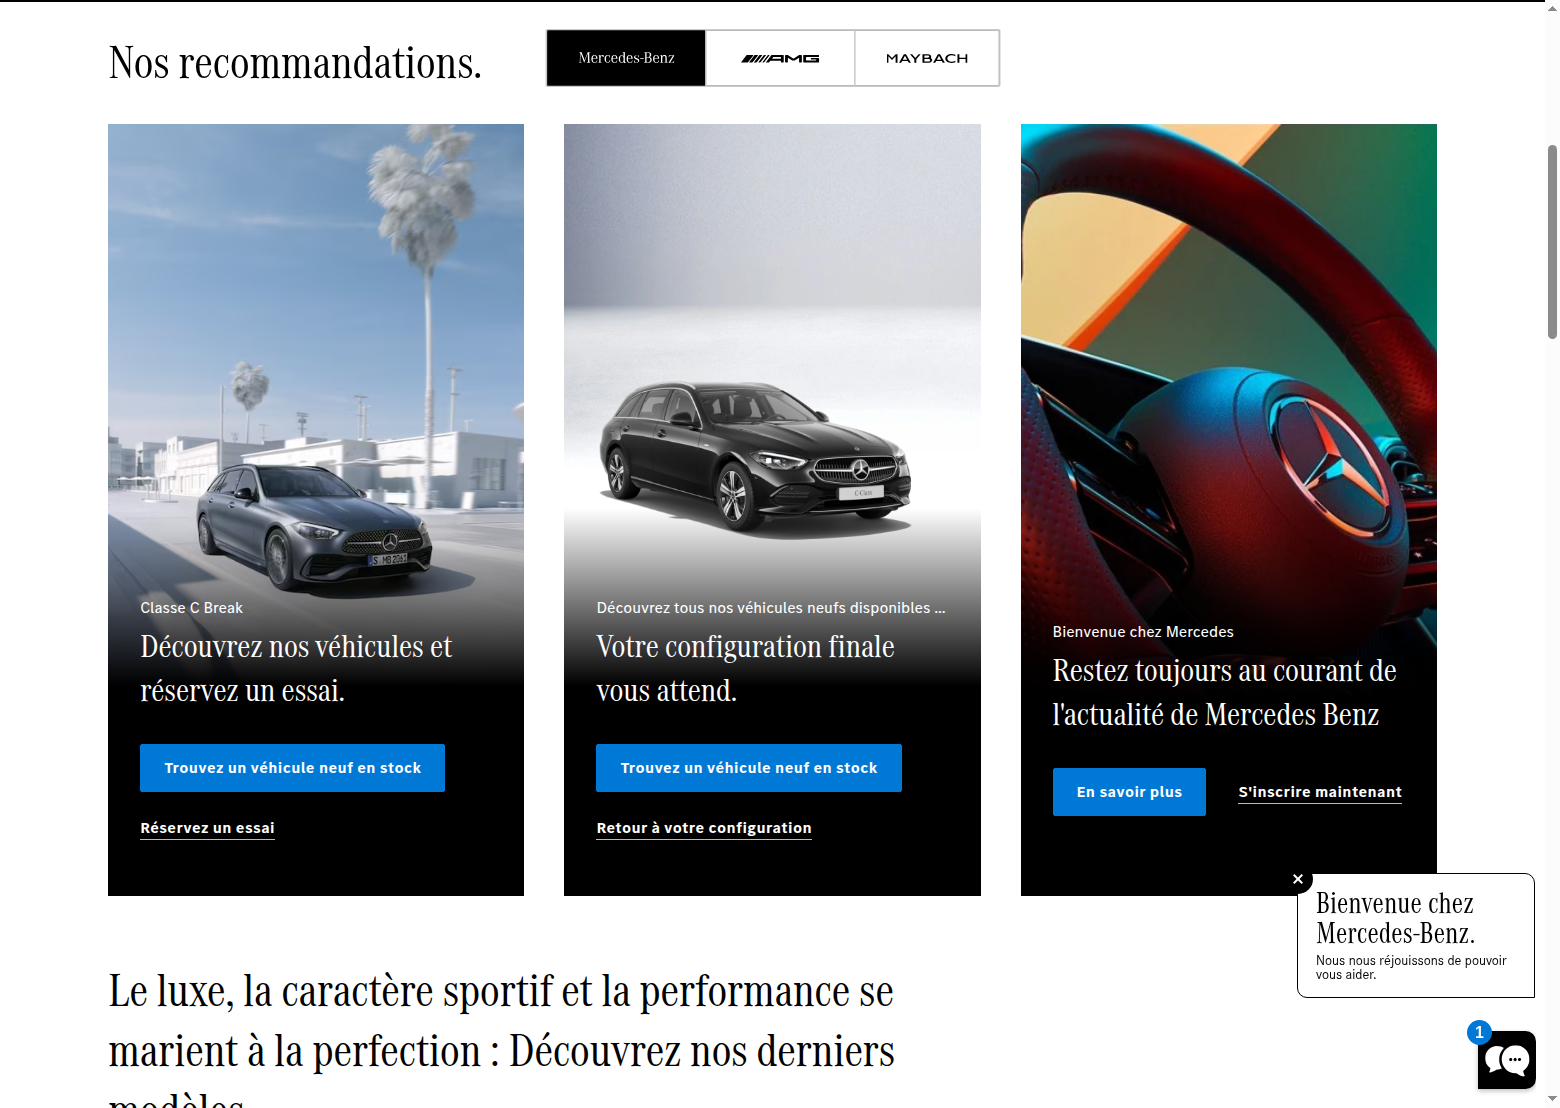 Nos recommandations.
Mercedes-Benz
AMG
MAYBACH
Classe C Break
Découvrez nos véhicules et
réservez un essai.
Trouvez un véhicule neuf en stock
Réservez un essai
C-Class
Découvrez tous nos véhicules neufs disponibles ...
Votre configuration finale
vous attend.
Trouvez un véhicule neuf en stock
Retour à votre configuration
Bienvenue chez Mercedes
Restez toujours au courant de
l'actualité de Mercedes Benz
En savoir plus
S'inscrire maintenant
Bienvenue chez
Mercedes-Benz.
Nous nous réjouissons de pouvoir
vous aider.
1
Le luxe, la caractère sportif et la performance se
marient à la perfection : Découvrez nos derniers
modèles